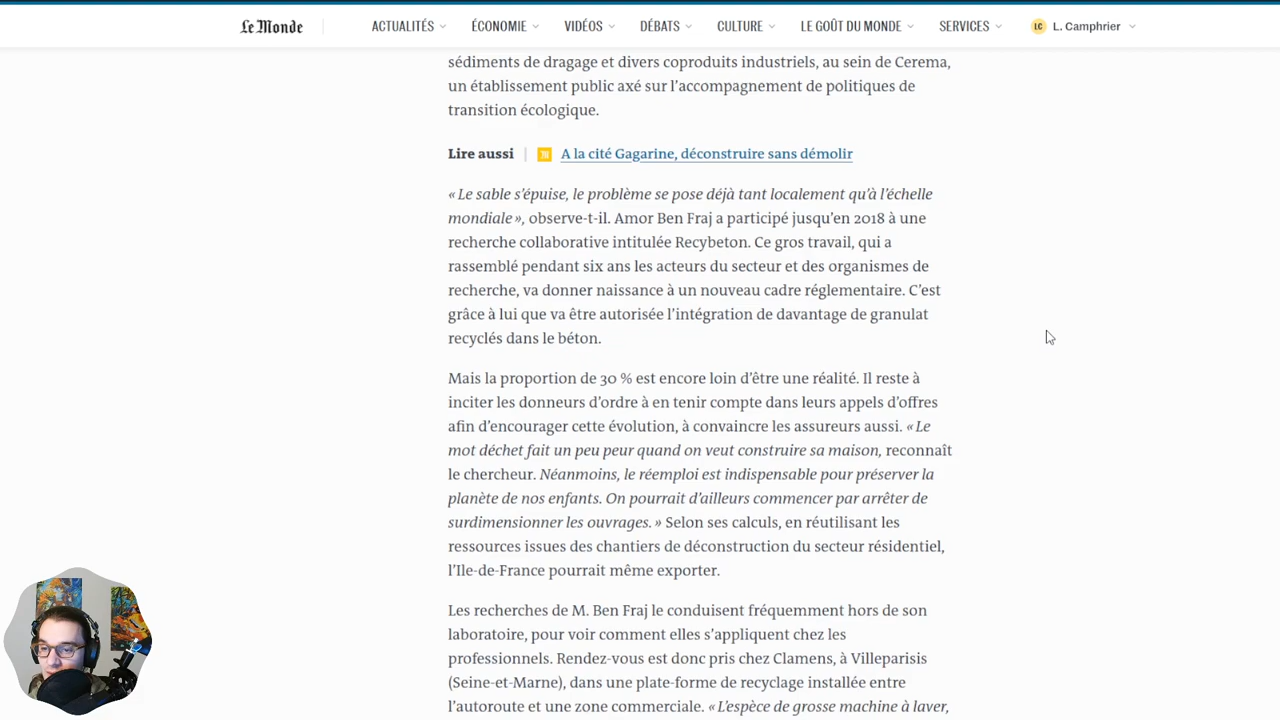 Le Monde
ACTUALITÉS ÉCONOMIE VIDÉOS DÉBATS CULTURE LE GOÛT DU MONDE SERVICES LC L. Camphrier
sédiments de dragage et divers coproduits industriels, au sein de Cerema,
un établissement public axé sur l’accompagnement de politiques de
transition écologique.
Lire aussi | M A la cité Gagarine, déconstruire sans démolir
« Le sable s’épuise, le problème se pose déjà tant localement qu’à l’échelle
mondiale », observe-t-il. Amor Ben Fraj a participé jusqu’en 2018 à une
recherche collaborative intitulée Recybeton. Ce gros travail, qui a
rassemblé pendant six ans les acteurs du secteur et des organismes de
recherche, va donner naissance à un nouveau cadre réglementaire. C’est
grâce à lui que va être autorisée l’intégration de davantage de granulat
recyclés dans le béton.
Mais la proportion de 30 % est encore loin d’être une réalité. Il reste à
inciter les donneurs d’ordre à en tenir compte dans leurs appels d’offres
afin d’encourager cette évolution, à convaincre les assureurs aussi. « Le
mot déchet fait un peu peur quand on veut construire sa maison, reconnaît
le chercheur. Néanmoins, le réemploi est indispensable pour préserver la
planète de nos enfants. On pourrait d’ailleurs commencer par arrêter de
surdimensionner les ouvrages. » Selon ses calculs, en réutilisant les
ressources issues des chantiers de déconstruction du secteur résidentiel,
l’Ile-de-France pourrait même exporter.
Les recherches de M. Ben Fraj le conduisent fréquemment hors de son
laboratoire, pour voir comment elles s’appliquent chez les
professionnels. Rendez-vous est donc pris chez Clamens, à Villeparisis
(Seine-et-Marne), dans une plate-forme de recyclage installée entre
l’autoroute et une zone commerciale. « L’espèce de grosse machine à laver,